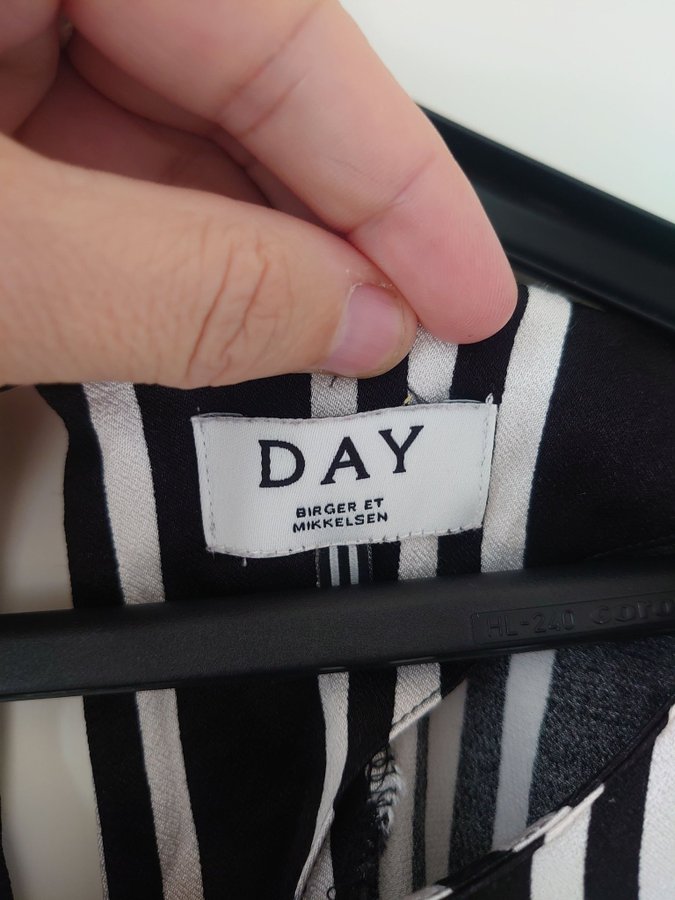 DAY
BIRGER ET
MIKKELSEN
HL-240